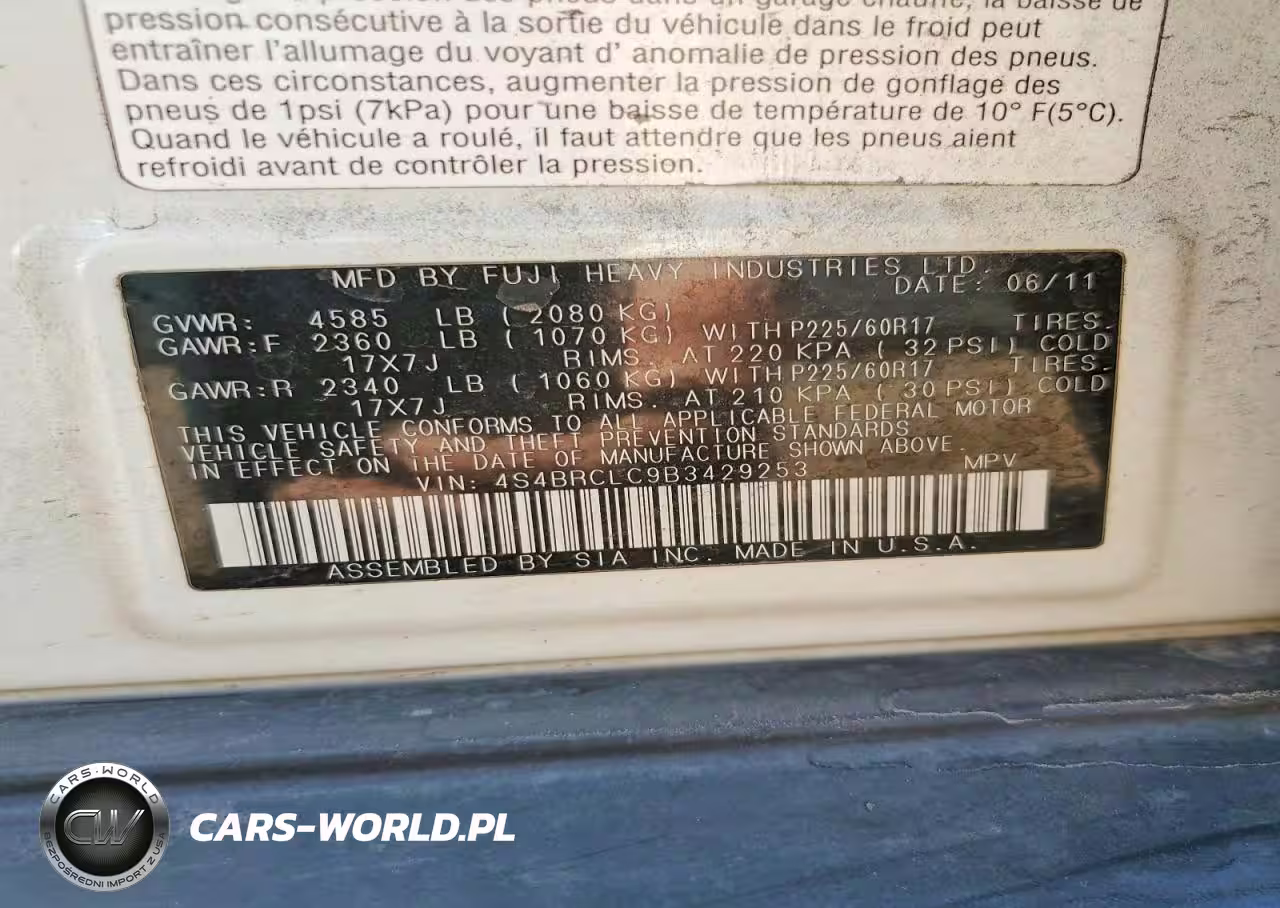 pression consécutive à la sortie du véhicule dans le froid peut
entraîner l'allumage du voyant d' anomalie de pression des pneus.
Dans ces circonstances, augmenter la pression de gonflage des
pneus de 1psi (7kPa) pour une baisse de température de 10° F(5°C).
Quand le véhicule a roulé, il faut attendre que les pneus aient
refroidi avant de contrôler la pression.
MFD BY FUJI HEAVY INDUSTRIES LTD.
DATE: 06/11
GVWR: 4585 LB ( 2080 KG)
GAWR:F 2360 LB ( 1070 KG) WITH P225/60R17 TIRES.
17X7J RIMS. AT 220 KPA ( 32 PSI) COLD
GAWR:R 2340 LB ( 1060 KG) WITH P225/60R17 TIRES.
17X7J RIMS. AT 210 KPA ( 30 PSI) COLD
THIS VEHICLE CONFORMS TO ALL APPLICABLE FEDERAL MOTOR
VEHICLE SAFETY AND THEFT PREVENTION STANDARDS
IN EFFECT ON THE DATE OF MANUFACTURE SHOWN ABOVE.
VIN: 4S4BRCLC9B3429253 MPV
ASSEMBLED BY SIA INC. MADE IN U.S.A.
CARS-WORLD
CW
BEZPOŚREDNI IMPORT Z USA
CARS-WORLD.PL